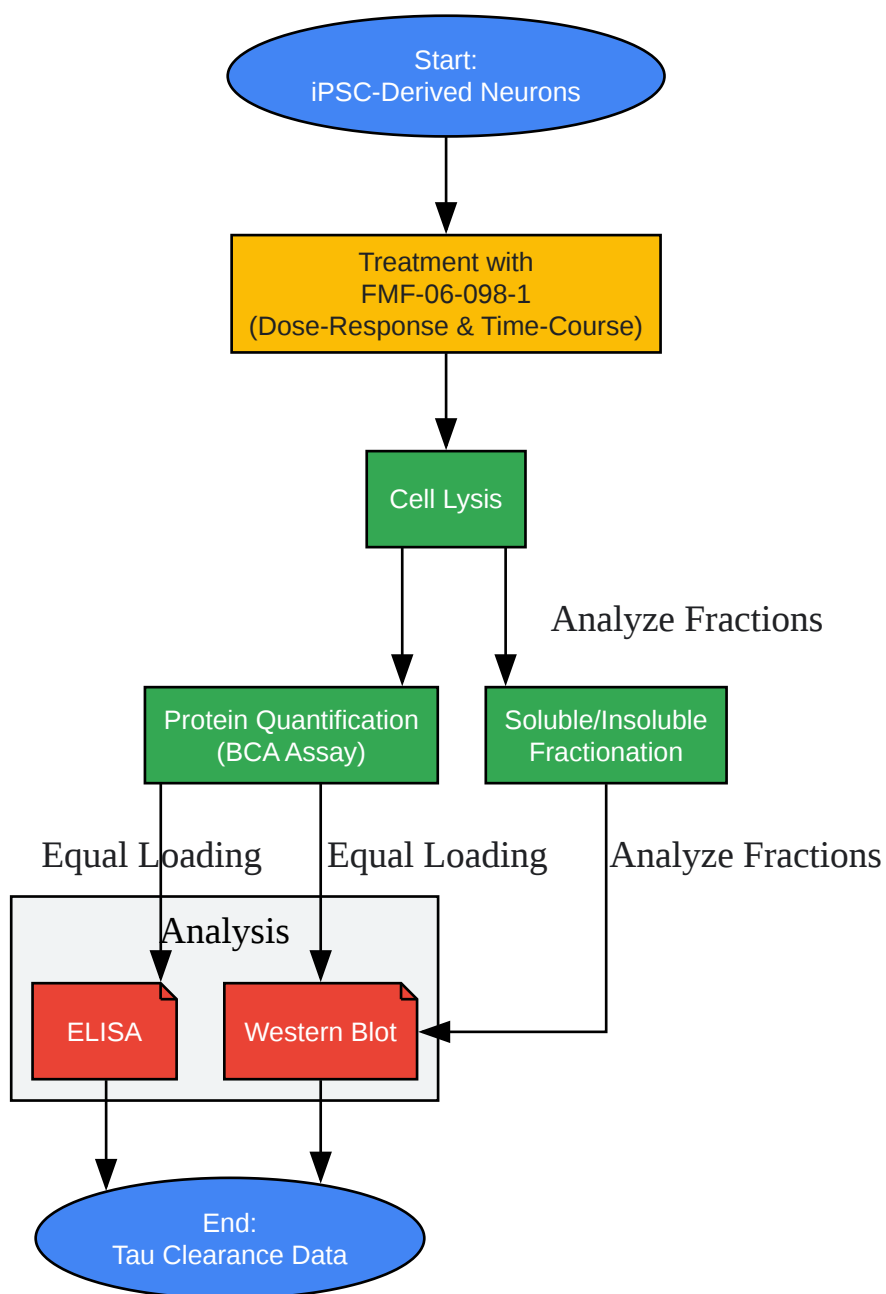 Start:
iPSC-Derived Neurons
Treatment with
FMF-06-098-1
(Dose-Response & Time-Course)
Cell Lysis
Analyze Fractions
Protein Quantification
(BCA Assay)
Soluble/Insoluble
Fractionation
Equal Loading
Equal Loading
Analyze Fractions
Analysis
ELISA
Western Blot
End:
Tau Clearance Data